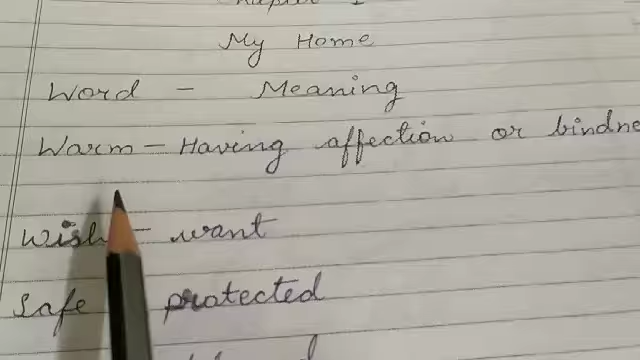 My Home
Word - Meaning
Warm - Having affection or
Wish - want
Safe protected